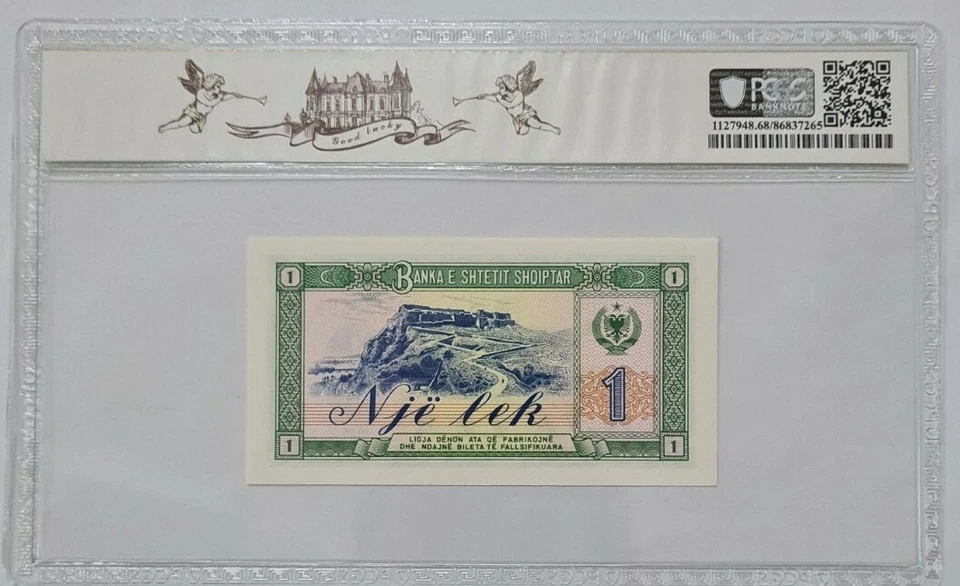 Good lucky
PCGS
BANKNOTE
1127948.68/86837265
1 BANKA E SHTETIT SHQIPTAR 1
1
Një lek
1 LIGJA DËNON ATA QË FABRIKOJNË 1
DHE NDAJNË BILETA TË FALLSIFIKUARA